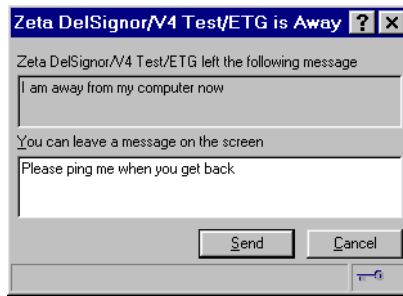 Zeta DelSignor/V4 Test/ETG is Away
Zeta DelSignor/V4 Test/ETG left the following message
I am away from my computer now
You can leave a message on the screen
Please ping me when you get back
Send
Cancel